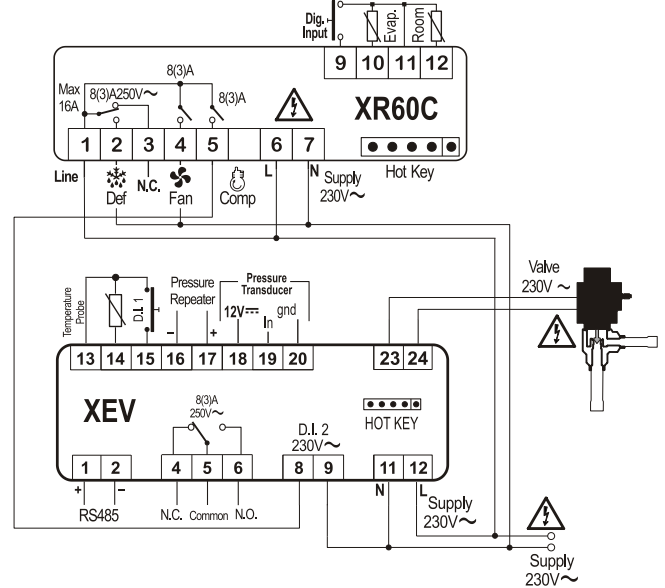 Dig.
Input
Evap.
Room
9 10 11 12
Max
16A
8(3)A250V~
8(3)A
8(3)A
XR60C
1 2 3 4 5 6 7
Line
Def
N.C.
Fan
Comp
L
N
Supply
230V~
Hot Key
Valve
230V~
Temperature
Probe
D.I.1
Pressure
Repeater
- +
Pressure
Transducer
12V
In
gnd
13 14 15 16 17 18 19 20 23 24
XEV
8(3)A
250V~
D.I. 2
230V~
HOT KEY
1 2 4 5 6 8 9 11 12
+ -
RS485
N.C. Common N.O.
N
L
Supply
230V~
Supply
230V~